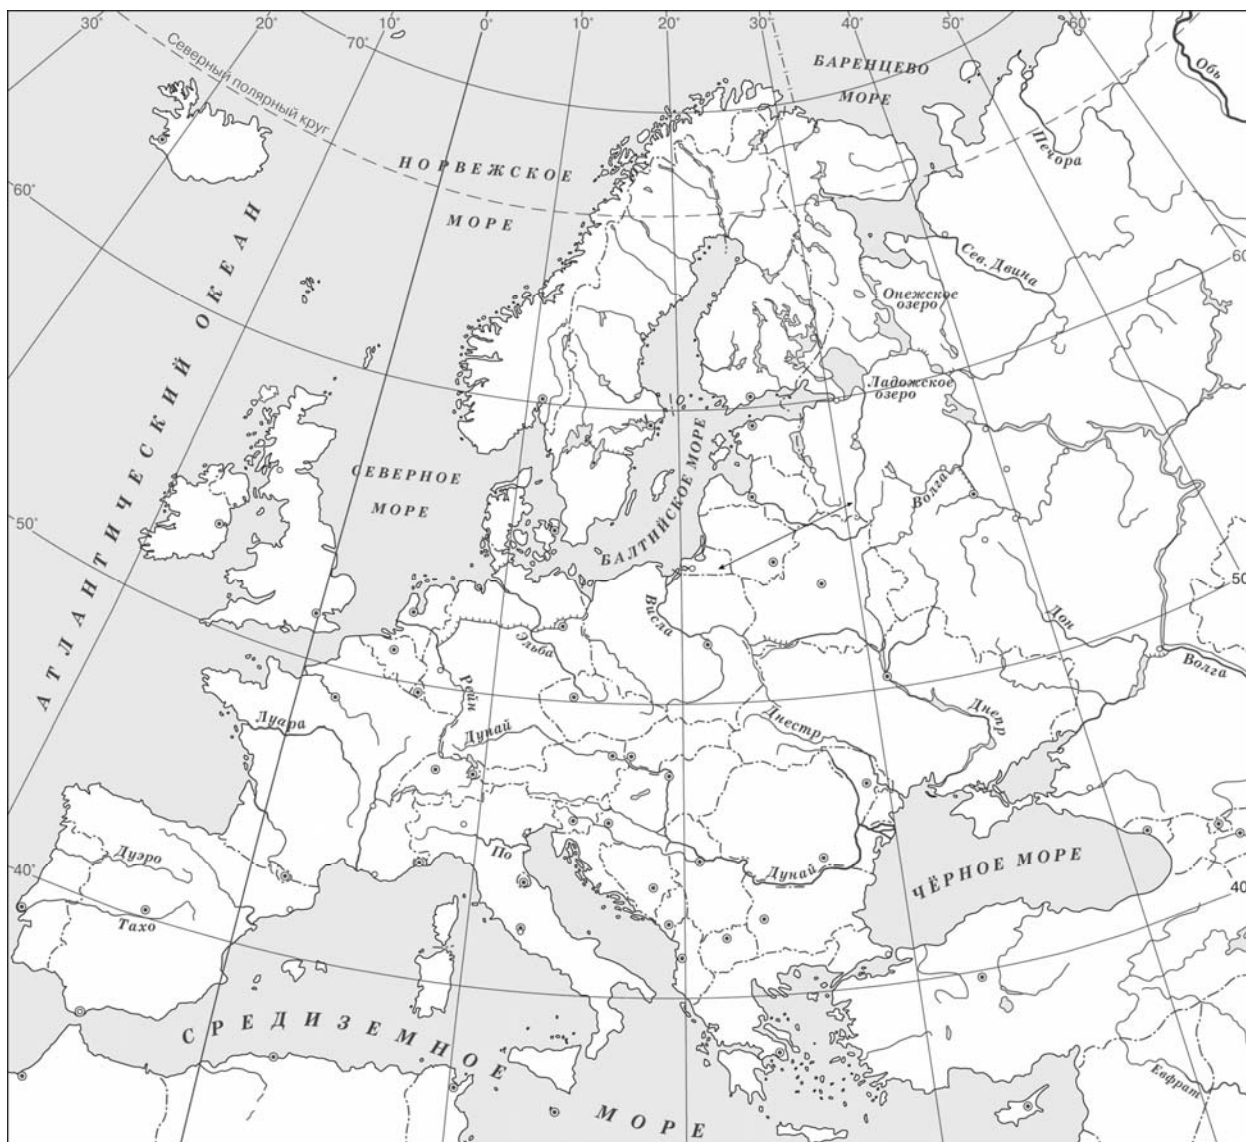 30°
20°
10°
0°
10°
20°
30°
40°
50°
60°
70°
Северный полярный круг
БАРЕНЦЕВО
МОРЕ
Обь
Печора
НОРВЕЖСКОЕ
МОРЕ
60°
60
Сев. Двина
Онежское
озеро
Ладожское
озеро
АТЛАНТИЧЕСКИЙ ОКЕАН
СЕВЕРНОЕ
МОРЕ
БАЛТИЙСКОЕ МОРЕ
Волга
50°
50
Висла
Эльба
Дон
Волга
Рейн
Луара
Дунай
Днестр
Днепр
По
Дунай
ЧЁРНОЕ МОРЕ
Дуэро
40°
40
Тахо
СРЕДИЗЕМНОЕ
МОРЕ
Евфрат